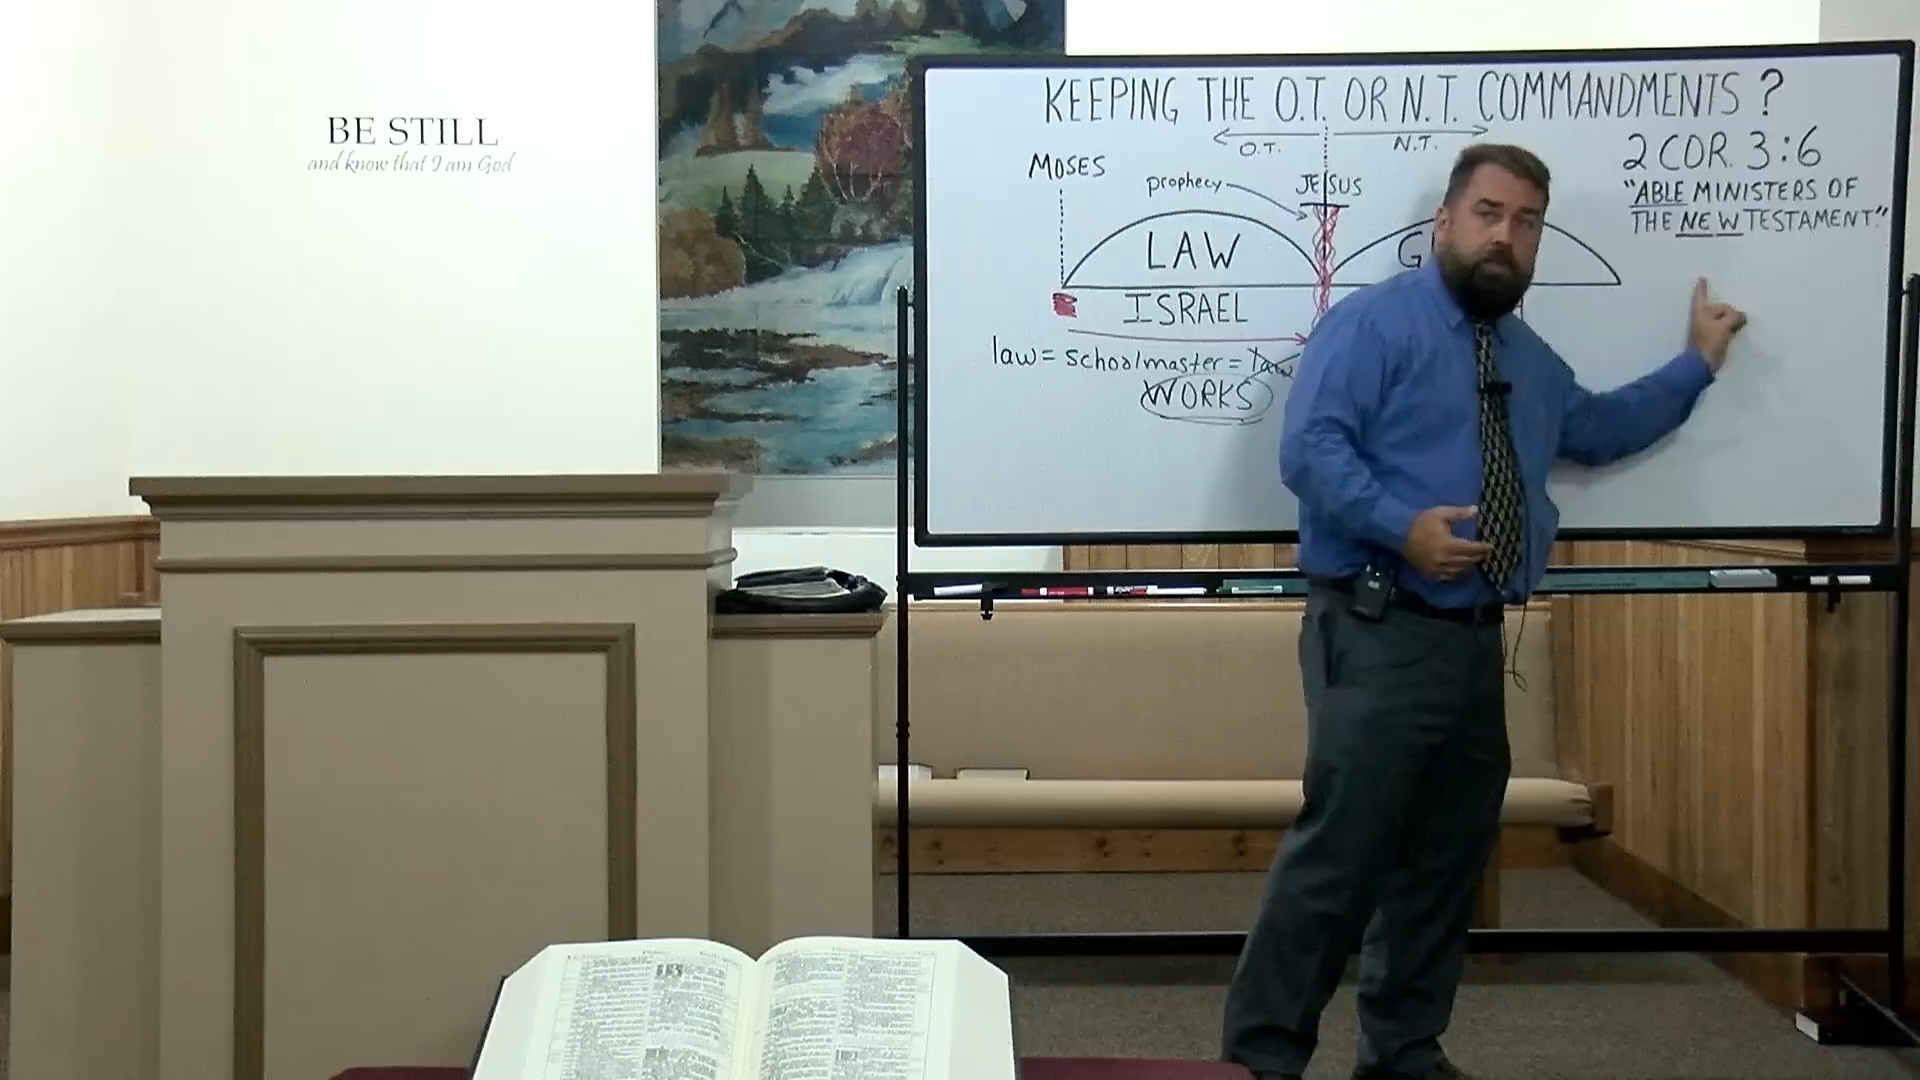 BE STILL
and know that I am God
KEEPING THE O.T. OR N.T. COMMANDMENTS ?
O.T.
N.T.
MOSES
prophecy
JESUS
LAW
ISRAEL
law = schoolmaster = law
WORKS
2 COR. 3:6
"ABLE MINISTERS OF
THE NEW TESTAMENT."